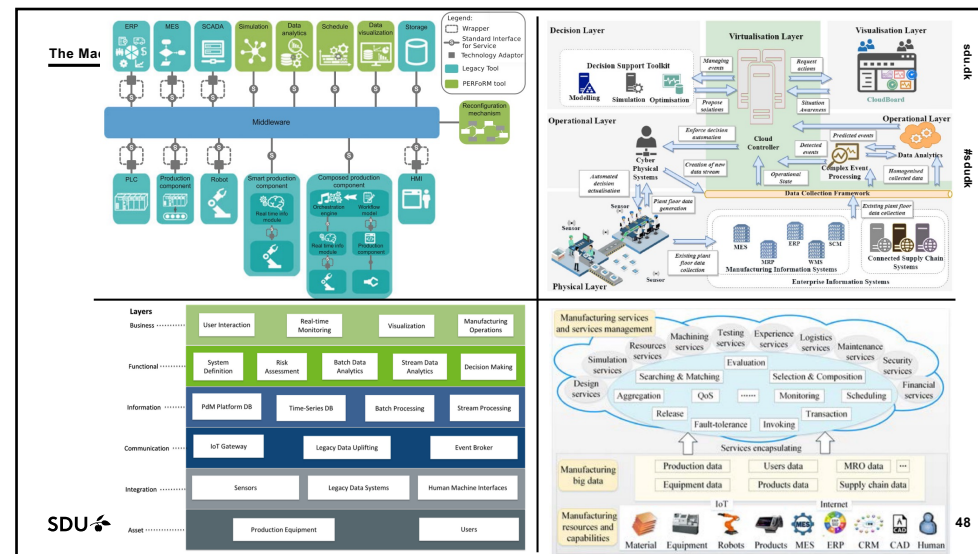 The Mac
ERP
MES
SCADA
Simulation
Data
analytics
Schedule
Data
visualization
Storage
Legend:
Wrapper
Standard Interface
for Service
Technology Adaptor
Legacy Tool
PERFoRM tool
S
S
S
S
S
S
S
S
Middleware
Reconfiguration
mechanism
S
S
S
S
S
S
PLC
Production
component
Robot
Smart production
component
Real time info
module
Composed production
component
Orchestration
engine
Workflow
model
Real time info
module
Production
component
HMI
Decision Layer
Decision Support Toolkit
Modelling
Simulation
Optimisation
Managing
events
Propose
solutions
Virtualisation Layer
Request
actions
Situation
Awareness
Visualisation Layer
CloudBoard
Operational Layer
Operational Layer
Enforce decision
automation
Cyber
Physical
Systems
Creation of new
data stream
Cloud
Controller
Predicted events
Detected
events
Data Analytics
Complex Event
Processing
Operational
State
Homogenised
collected data
Automated
decision
actualisation
Plant floor data
generation
Data Collection Framework
Sensor
Sensor
Sensor
Existing plant
floor data
collection
Existing plant floor
data collection
MES
MRP
ERP
WMS
SCM
Manufacturing Information Systems
Connected Supply Chain
Systems
Enterprise Information Systems
Physical Layer
sdu.dk
#sdudk
Layers
Business
User Interaction
Real-time
Monitoring
Visualization
Manufacturing
Operations
Functional
System
Definition
Risk
Assessment
Batch Data
Analytics
Stream Data
Analytics
Decision Making
Information
PdM Platform DB
Time-Series DB
Batch Processing
Stream Processing
Communication
IoT Gateway
Legacy Data Uplifting
Event Broker
Integration
Sensors
Legacy Data Systems
Human Machine Interfaces
Asset
Production Equipment
Users
SDU
Manufacturing services
and services management
Design
services
Simulation
services
Resources
services
Machining
services
Testing
services
Experience
services
Logistics
services
Maintenance
services
Security
services
Financial
services
Evaluation
Searching & Matching
Selection & Composition
Aggregation
QoS
······
Monitoring
Scheduling
Release
Transaction
Fault-tolerance
Invoking
Services encapsulating
Manufacturing
big data
Production data
Users data
MRO data
···
Equipment data
Products data
Supply chain data
IoT
Internet
Manufacturing
resources and
capabilities
MES
ERP
CRM
CAD
Material
Equipment
Robots
Products
MES
ERP
CRM
CAD
Human
48